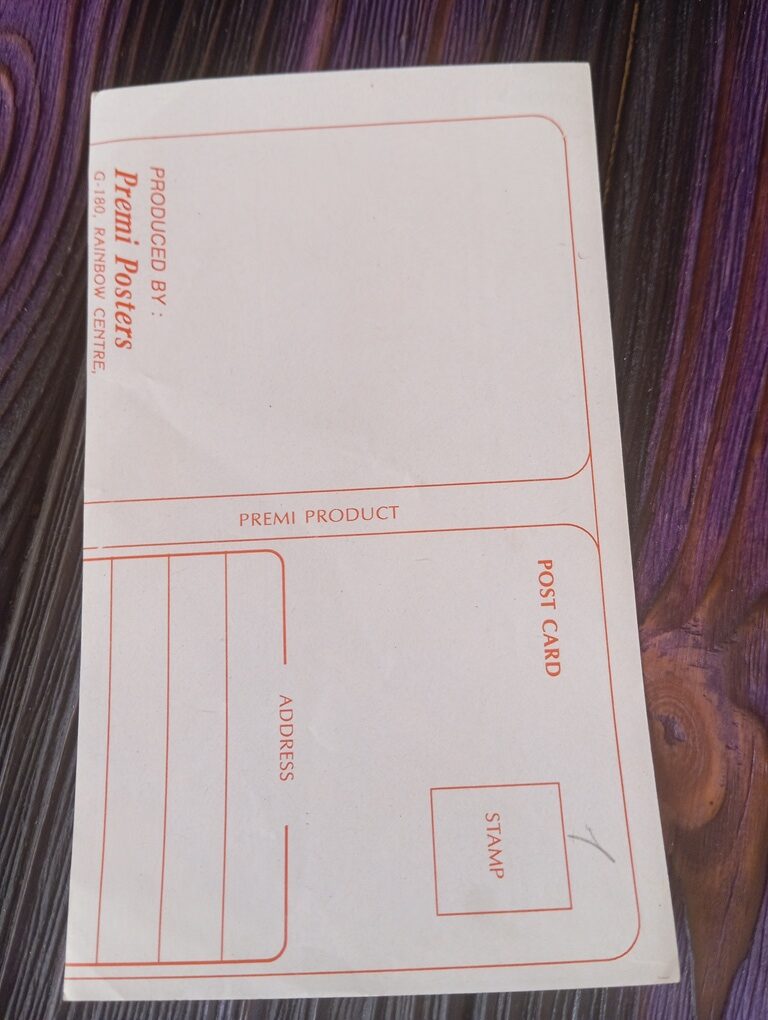 PRODUCED BY :
Premi Posters
G-180, RAINBOW CENTRE,
PREMI PRODUCT
POST CARD
STAMP
ADDRESS